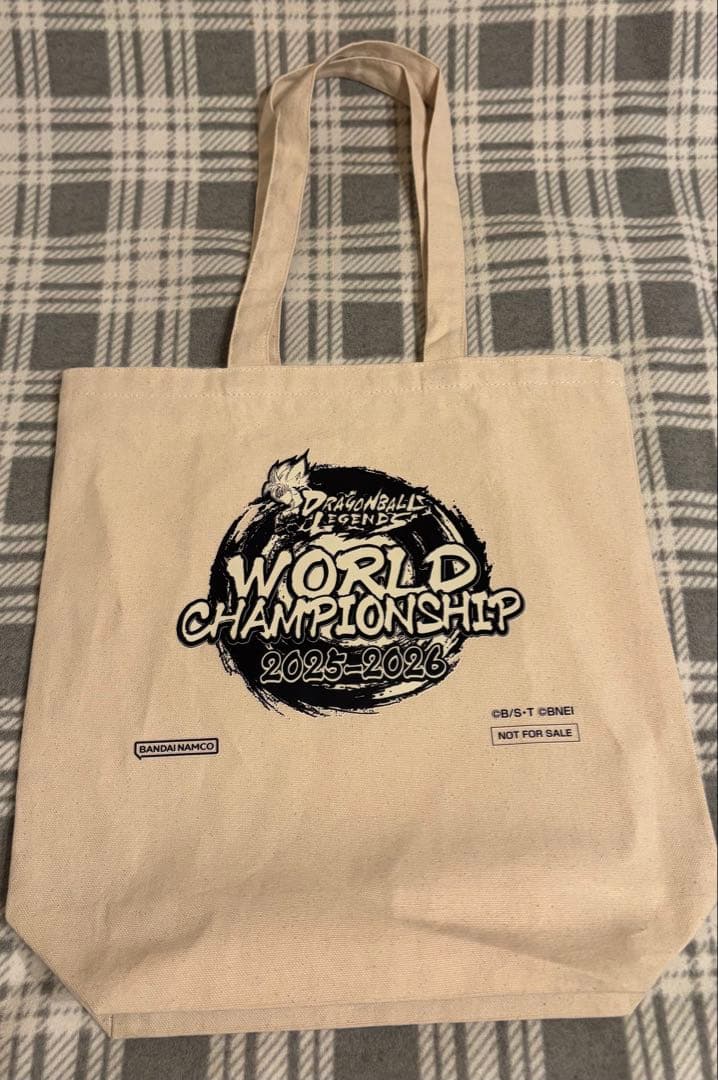 DRAGONBALL
LEGENDS
WORLD
CHAMPIONSHIP
2025-2026
©B/S・T ©BNEI
BANDAI NAMCO
NOT FOR SALE